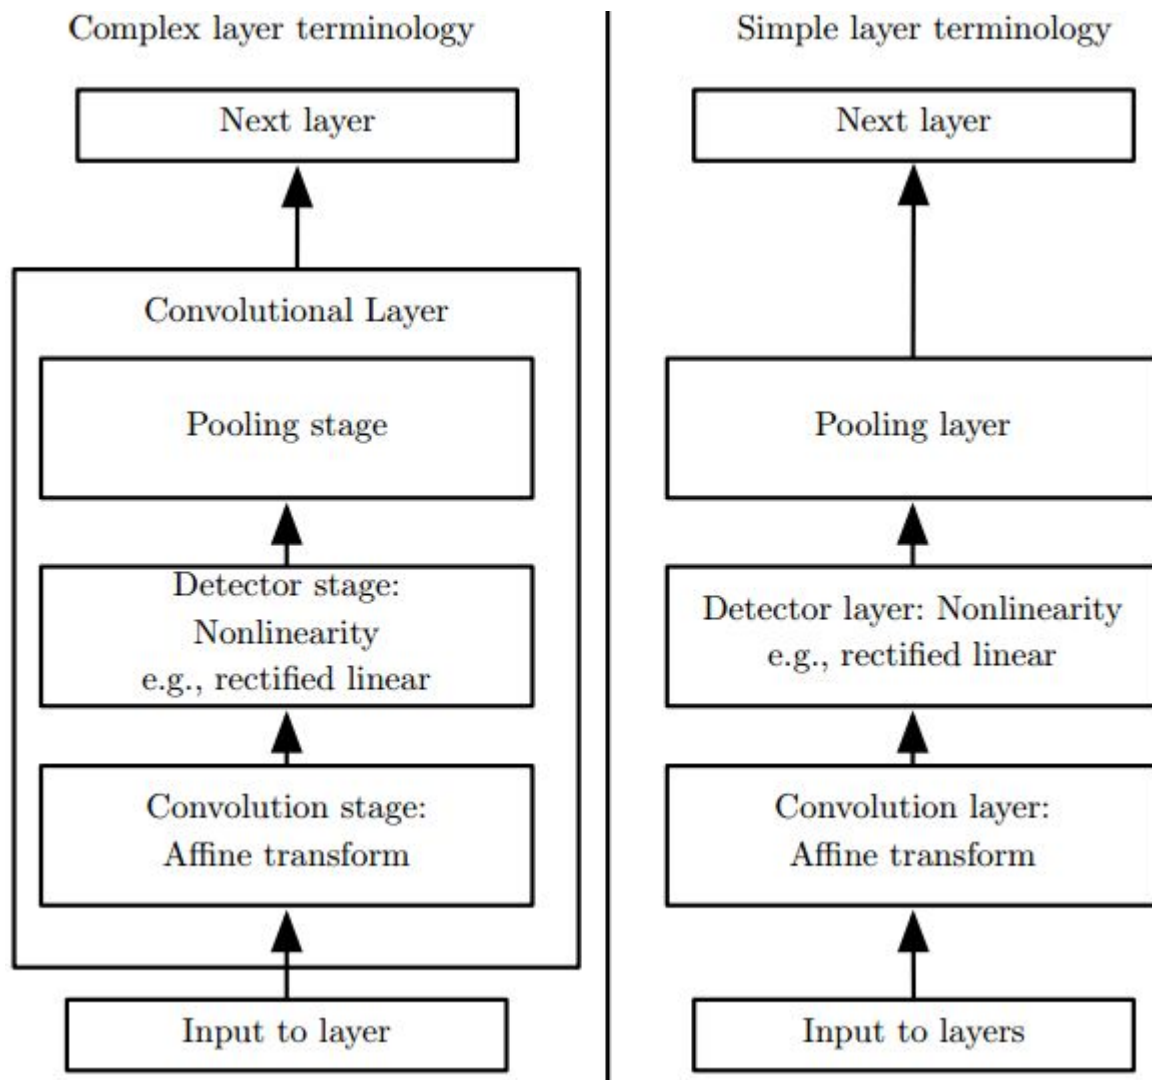 Complex layer terminology
Next layer
Convolutional Layer
Pooling stage
Detector stage:
Nonlinearity
e.g., rectified linear
Convolution stage:
Affine transform
Input to layer
Simple layer terminology
Next layer
Pooling layer
Detector layer: Nonlinearity
e.g., rectified linear
Convolution layer:
Affine transform
Input to layers